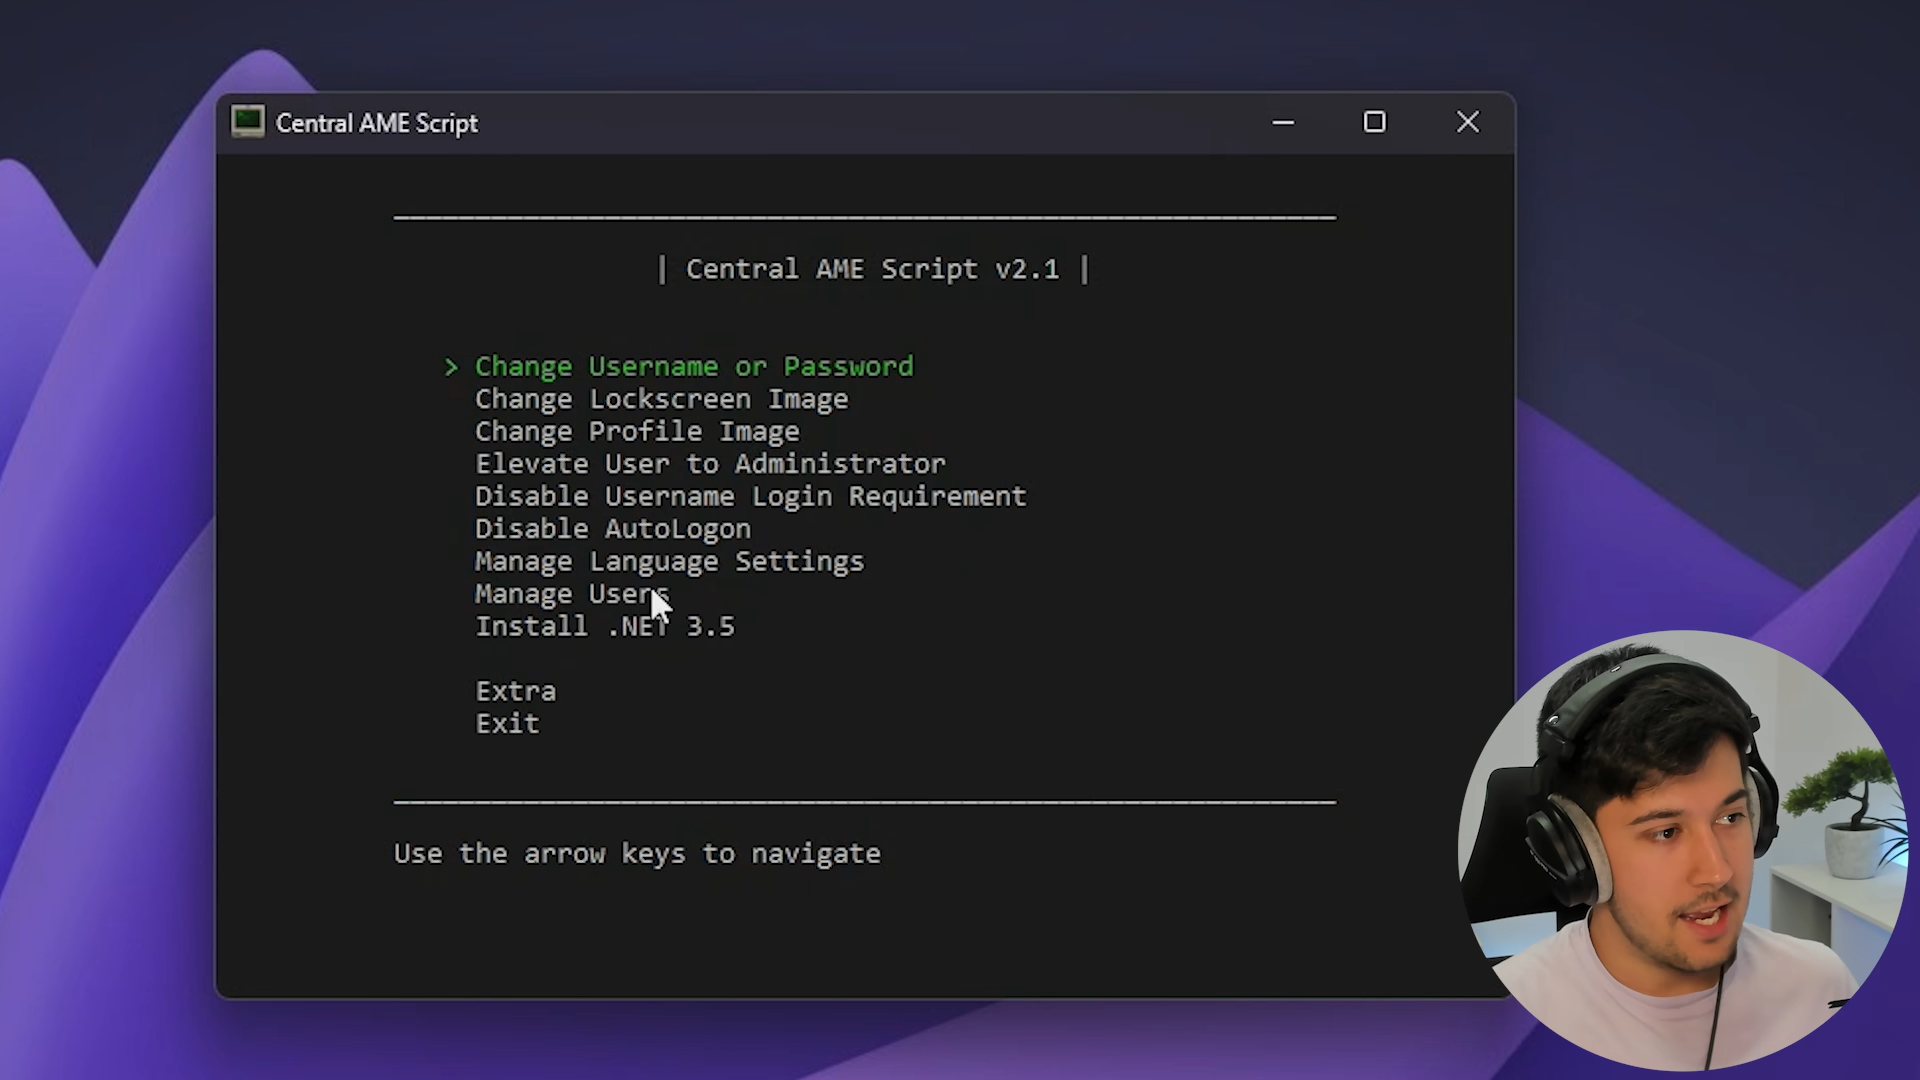 Central AME Script
| Central AME Script v2.1 |
> Change Username or Password
Change Lockscreen Image
Change Profile Image
Elevate User to Administrator
Disable Username Login Requirement
Disable AutoLogon
Manage Language Settings
Manage Users
Install .NET 3.5
Extra
Exit
Use the arrow keys to navigate